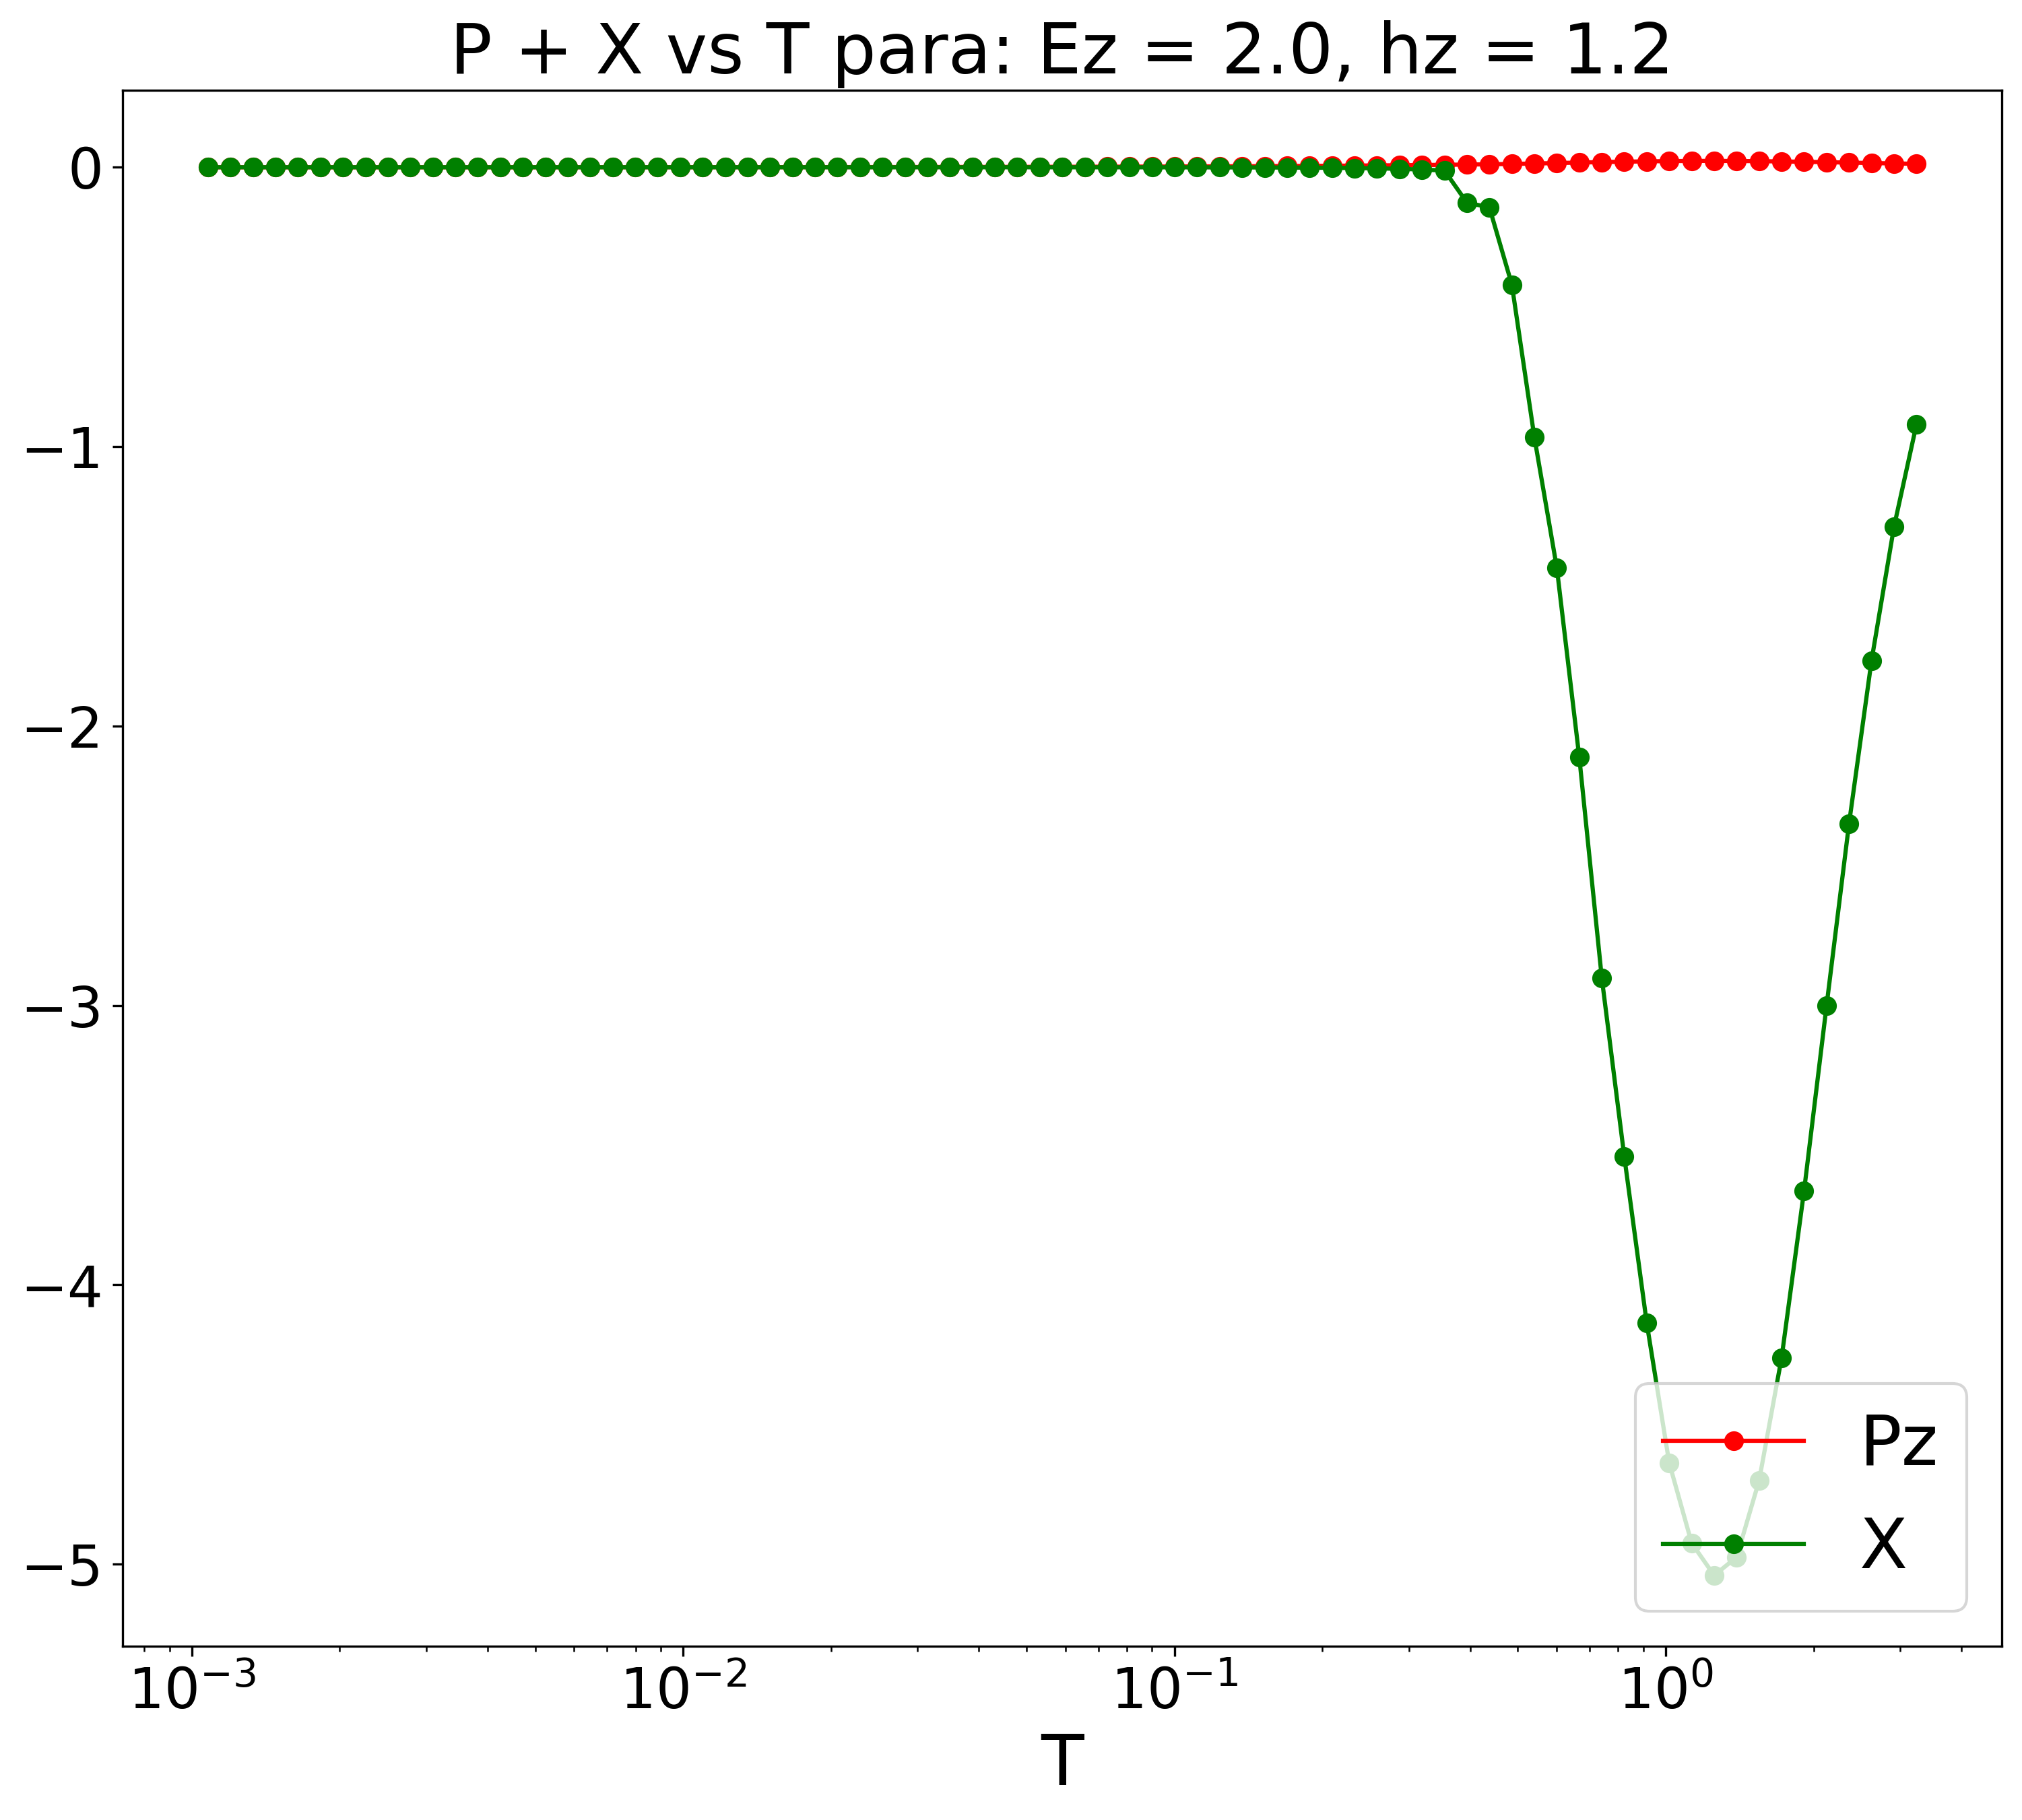 P + X vs T para: Ez = 2.0, hz = 1.2
0
−1
−2
−3
−4
−5
Pz
X
10⁻³ 10⁻² 10⁻¹ 10⁰
T